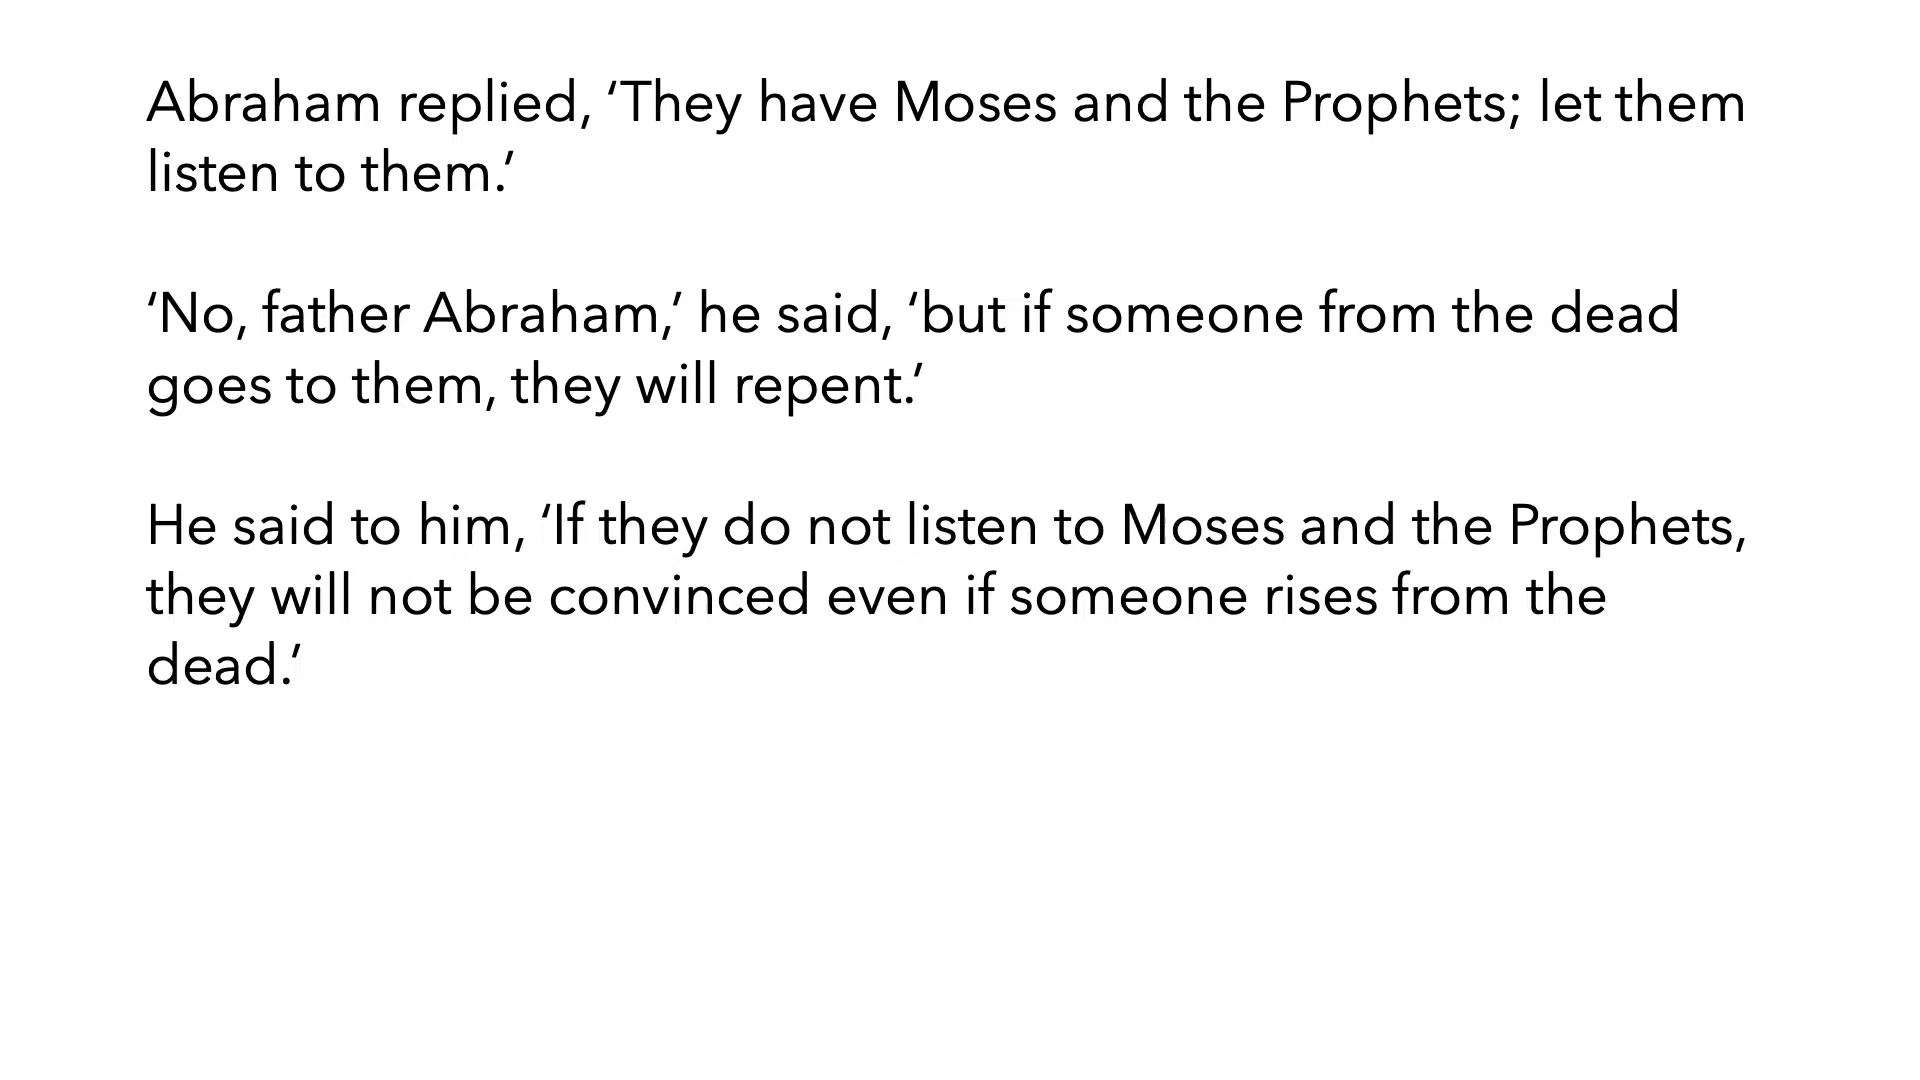 Abraham replied, ‘They have Moses and the Prophets; let them
listen to them.’
‘No, father Abraham,’ he said, ‘but if someone from the dead
goes to them, they will repent.’
He said to him, ‘If they do not listen to Moses and the Prophets,
they will not be convinced even if someone rises from the
dead.’